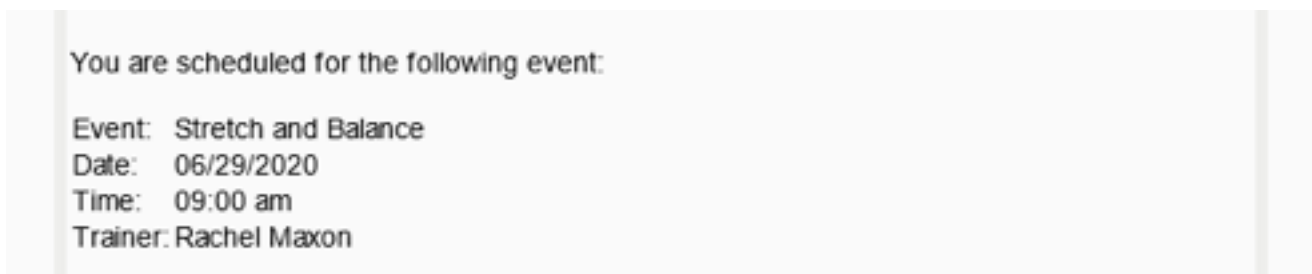 You are scheduled for the following event:
Event: Stretch and Balance
Date: 06/29/2020
Time: 09:00 am
Trainer: Rachel Maxon